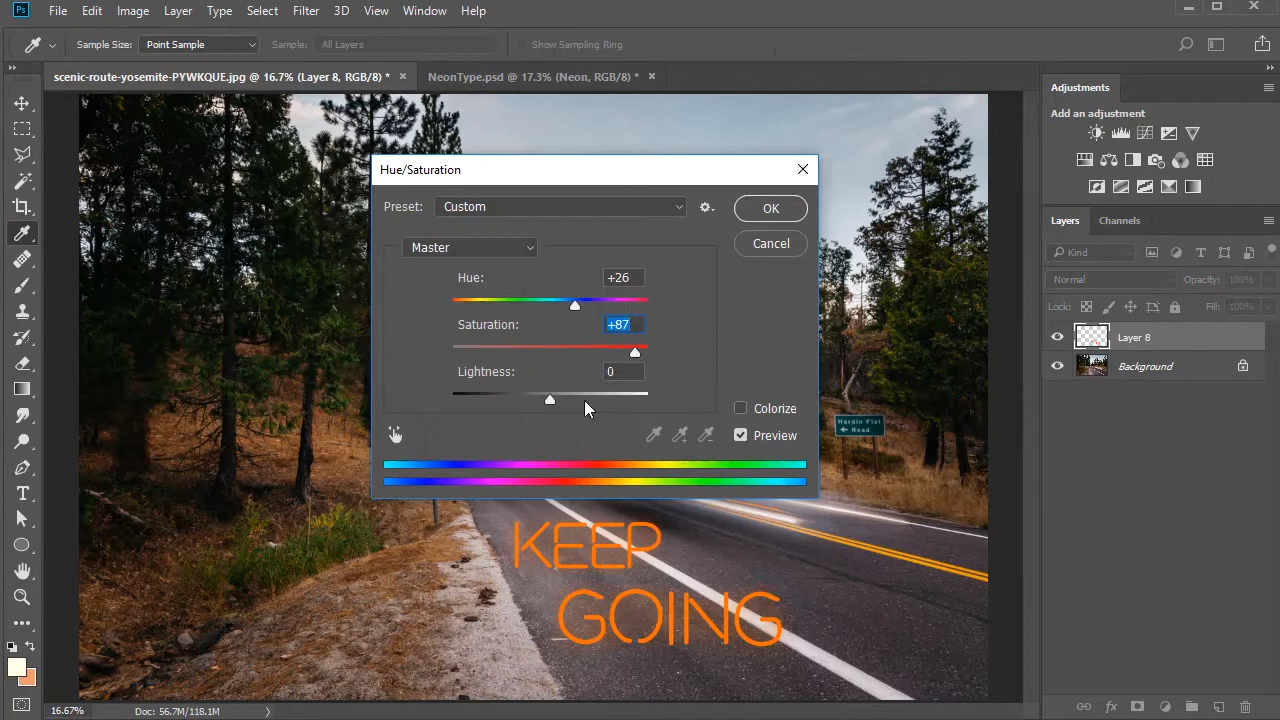 Ps File Edit Image Layer Type Select Filter 3D View Window Help
Sample Size: Point Sample Sample: All Layers Show Sampling Ring
scenic-route-yosemite-PYWKQUE.jpg @ 16.7% (Layer 8, RGB/8) * NeonType.psd @ 17.3% (Neon, RGB/8) *
Adjustments
Add an adjustment
Hue/Saturation
Preset: Custom
OK
Master
Cancel
Hue: +26
Saturation: +87
Lightness: 0
Colorize
Preview
Layers Channels
Kind
Normal Opacity: 100%
Lock: Fill: 100%
Layer 8
Background
Hardin Flat
Road
KEEP
GOING
16.67% Doc: 56.7M/118.1M